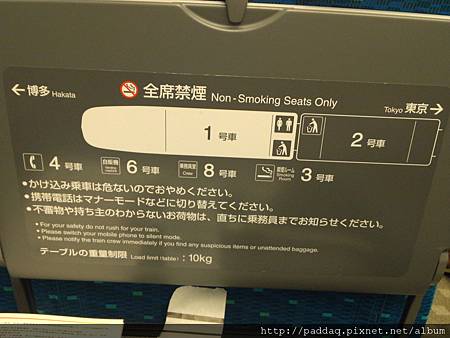 全席禁煙 Non-Smoking Seats Only
←博多 Hakata
Tokyo 東京→
1 号車
2 号車
4 号車 自販機 6 号車 乗務員室 Crew 8 号車 喫煙ルーム Smoking Room 3 号車
●かけ込み乗車は危ないのでおやめください。
●携帯電話はマナーモードなどに切り替えてください。
●不審物や持ち主のわからないお荷物は、直ちに乗務員までお知らせください。
• For your safety do not rush for your train.
• Please switch your mobile phone to silent mode.
• Please notify the train crew immediately if you find any suspicious items or unattended baggage.
テーブルの重量制限 Load limit (table) : 10kg
http://paddaq.pixnet.net/album